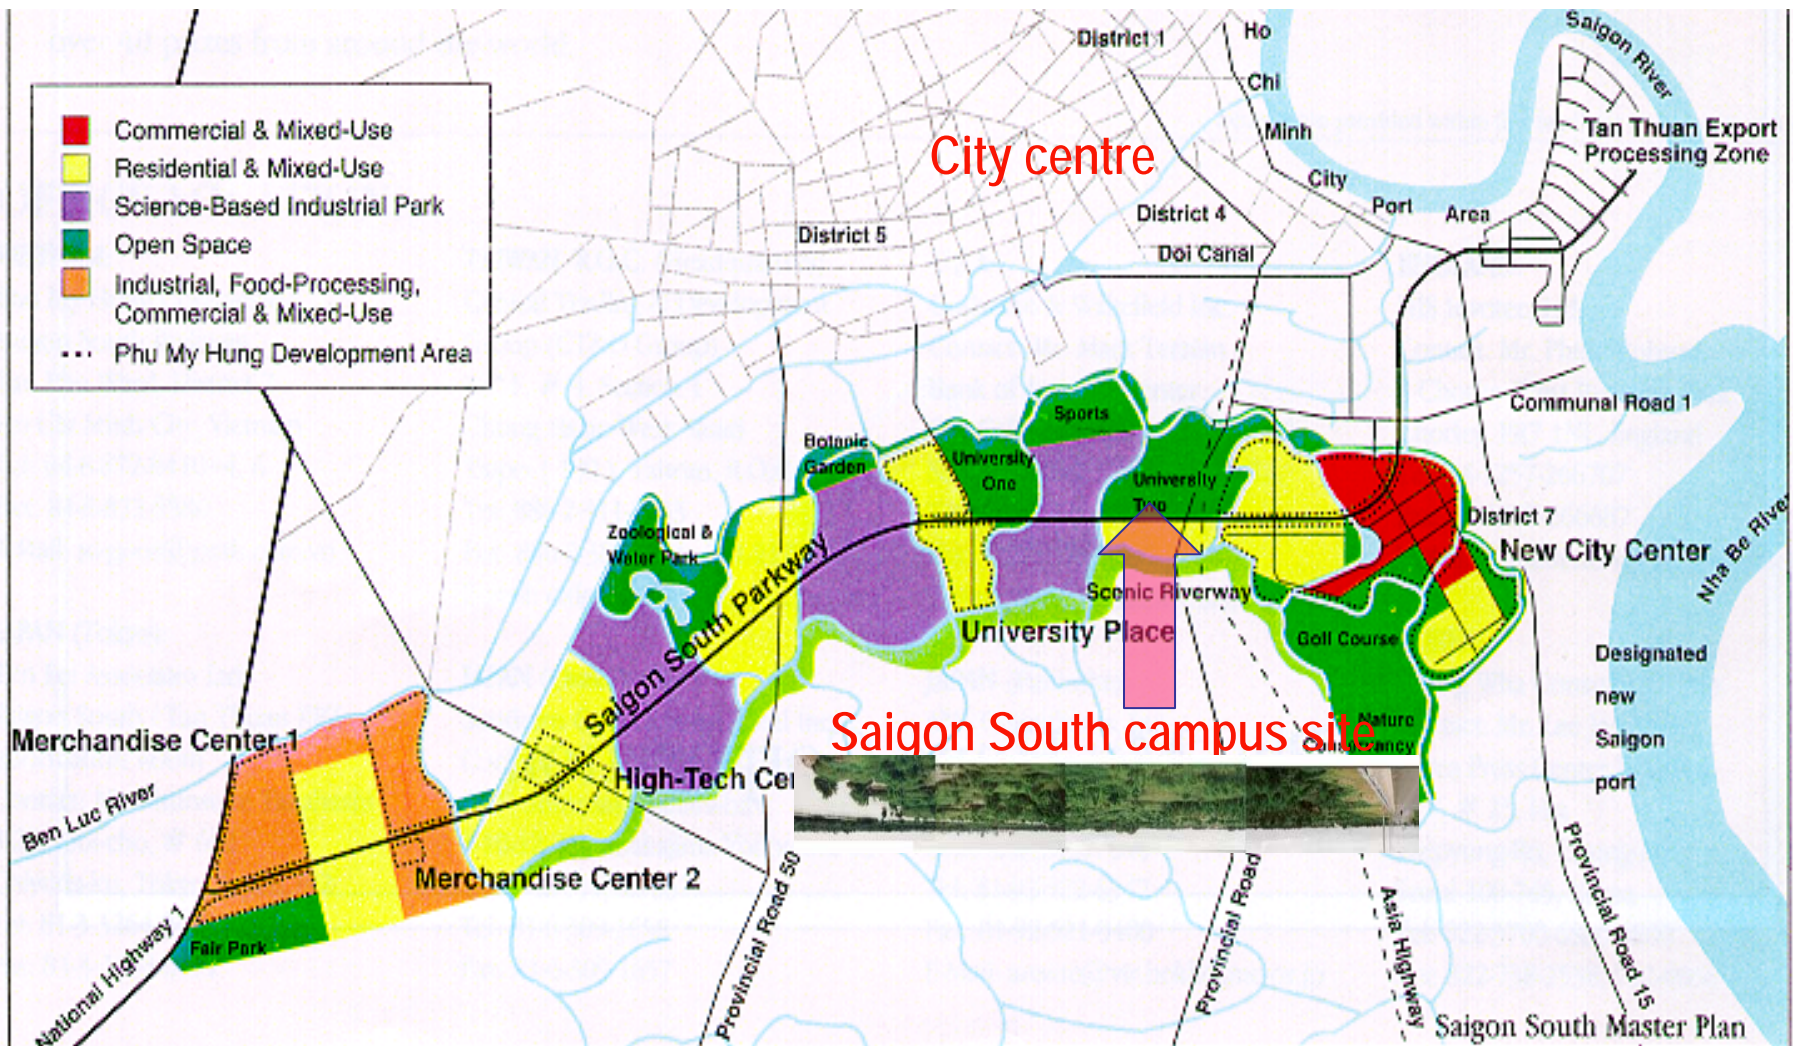 Commercial & Mixed-Use
Residential & Mixed-Use
Science-Based Industrial Park
Open Space
Industrial, Food-Processing,
Commercial & Mixed-Use
Phu My Hung Development Area
District 1
Ho
Chi
Minh
City
Port
Area
Saigon River
Tan Thuan Export
Processing Zone
City centre
District 4
District 5
Doi Canal
Communal Road 1
Sports
Botanic
Garden
University
One
University
Two
District 7
New City Center
Nha Be River
Zoological &
Water Park
Saigon South Parkway
Scenic Riverway
University Place
Golf Course
Designated
new
Saigon
port
Nature
Conservancy
Saigon South campus site
Merchandise Center 1
High-Tech Cen
Ben Luc River
Merchandise Center 2
Fair Park
National Highway 1
Provincial Road 50
Provincial Road
Asia Highway
Provincial Road 15
Saigon South Master Plan